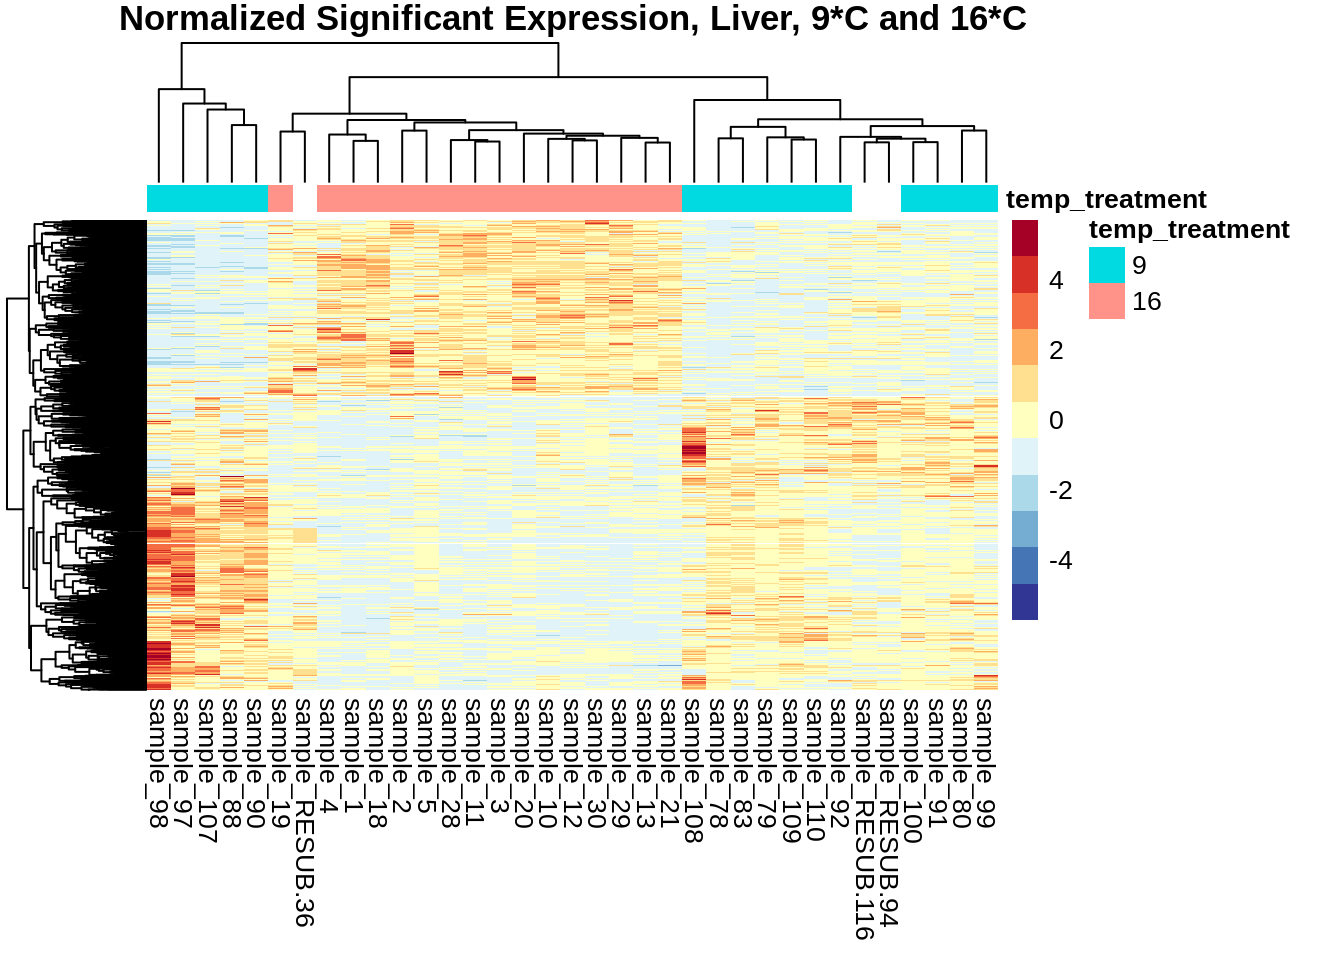 Normalized Significant Expression, Liver, 9*C and 16*C
temp_treatment
temp_treatment
9
16
4
2
0
-2
-4
sample_98
sample_97
sample_107
sample_88
sample_90
sample_19
sample_RESUB.36
sample_4
sample_1
sample_18
sample_2
sample_5
sample_28
sample_11
sample_3
sample_20
sample_10
sample_12
sample_30
sample_29
sample_13
sample_21
sample_108
sample_78
sample_83
sample_79
sample_109
sample_110
sample_92
sample_RESUB.116
sample_RESUB.94
sample_100
sample_91
sample_80
sample_99